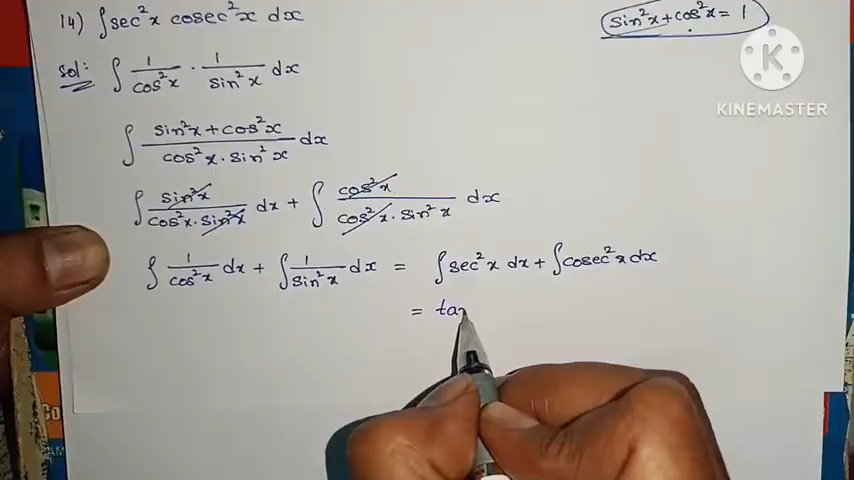 14) ∫sec²x cosec²x dx
sin²x+cos²x=1
Sol: ∫ 1/cos²x · 1/sin²x dx
∫ sin²x+cos²x/cos²x.sin²x dx
∫ sin²x/cos²x.sin²x dx + ∫ cos²x/cos²x.sin²x dx
∫ 1/cos²x dx + ∫ 1/sin²x dx = ∫sec²x dx + ∫cosec²x dx
= ta
KINEMASTER